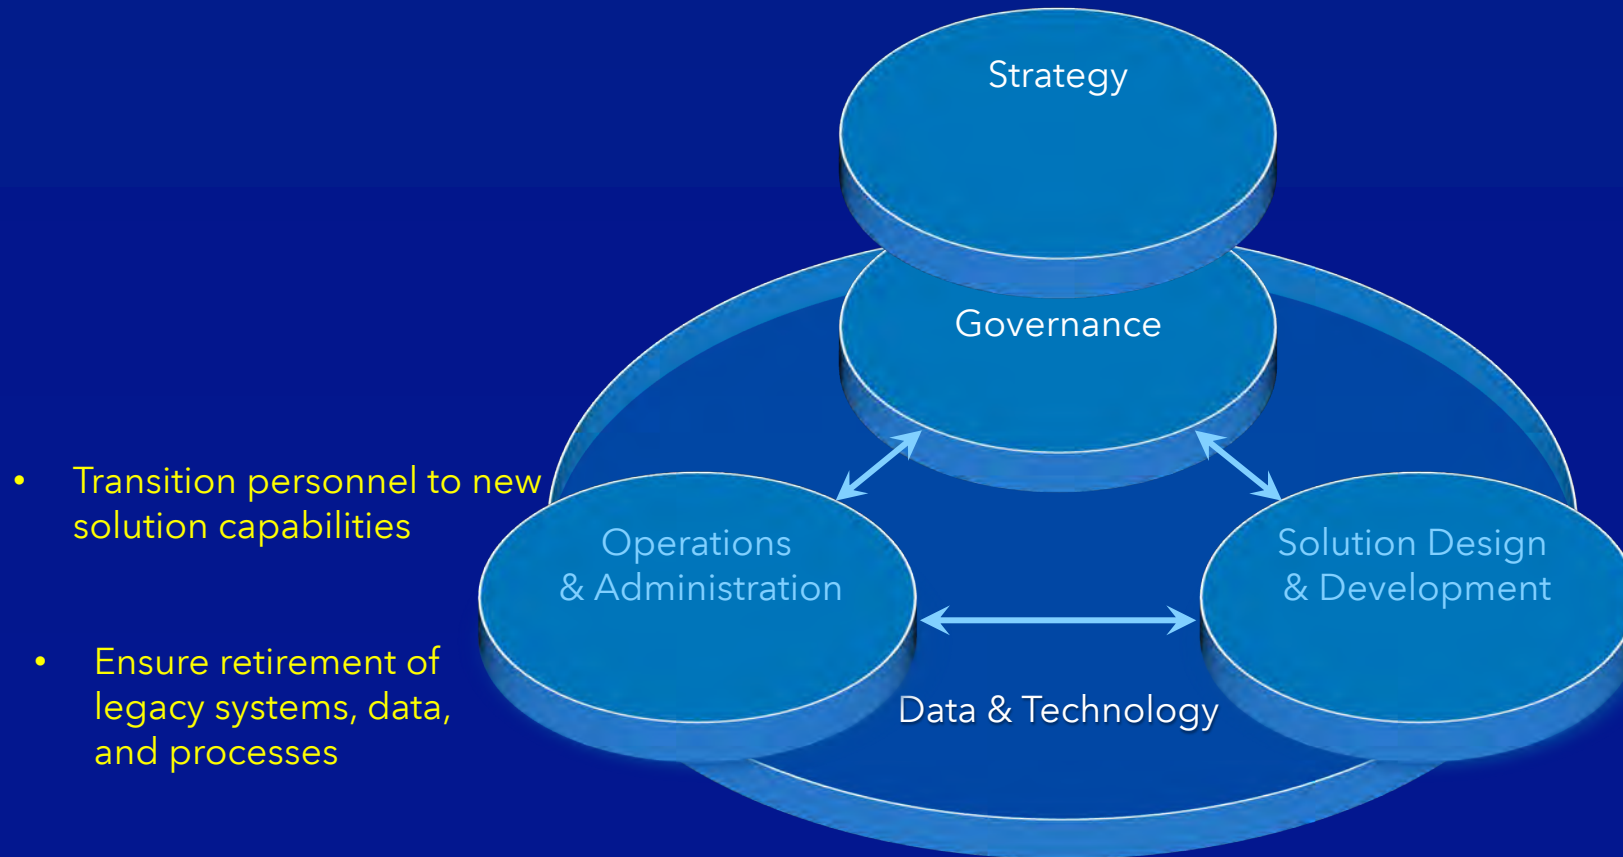 Strategy
Governance
• Transition personnel to new
solution capabilities
Operations
& Administration
Solution Design
& Development
• Ensure retirement of
legacy systems, data,
and processes
Data & Technology